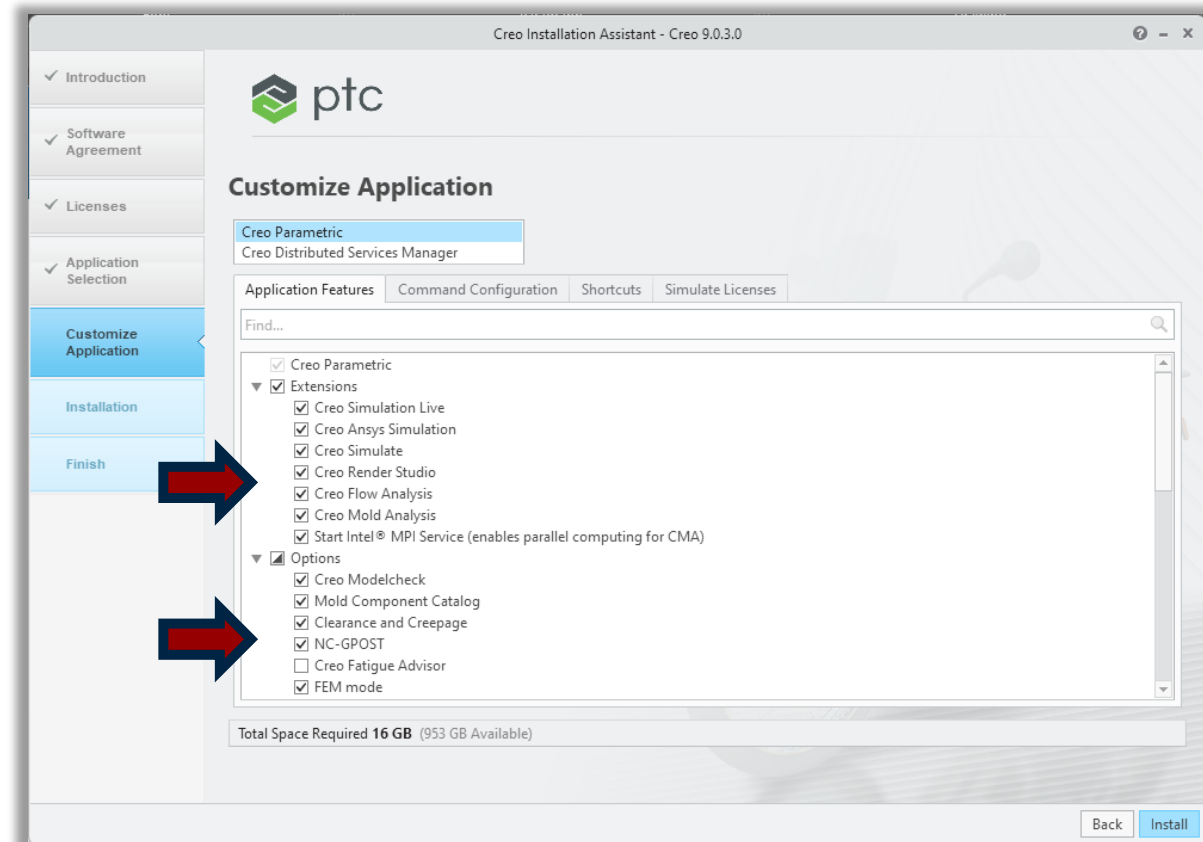 Creo Installation Assistant - Creo 9.0.3.0
Introduction
Software
Agreement
Licenses
Application
Selection
Customize
Application
Installation
Finish
ptc
Customize Application
Creo Parametric
Creo Distributed Services Manager
Application Features Command Configuration Shortcuts Simulate Licenses
Find...
Creo Parametric
Extensions
Creo Simulation Live
Creo Ansys Simulation
Creo Simulate
Creo Render Studio
Creo Flow Analysis
Creo Mold Analysis
Start Intel® MPI Service (enables parallel computing for CMA)
Options
Creo Modelcheck
Mold Component Catalog
Clearance and Creepage
NC-GPOST
Creo Fatigue Advisor
FEM mode
Total Space Required 16 GB (953 GB Available)
Back Install